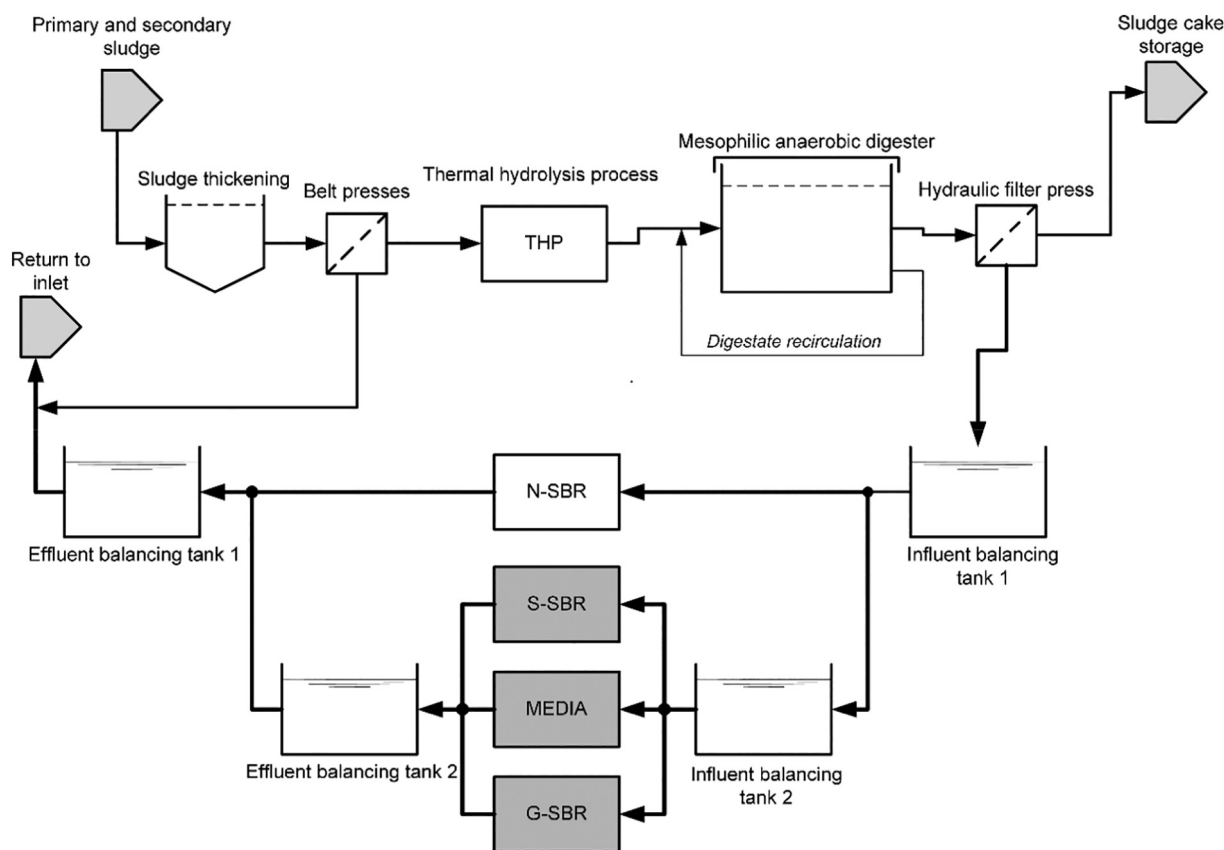 Primary and secondary
sludge
Sludge cake
storage
Mesophilic anaerobic digester
Sludge thickening
Belt presses
Thermal hydrolysis process
Hydraulic filter press
THP
Return to
inlet
Digestate recirculation
N-SBR
Effluent balancing tank 1
Influent balancing
tank 1
S-SBR
MEDIA
Effluent balancing tank 2
Influent balancing
tank 2
G-SBR